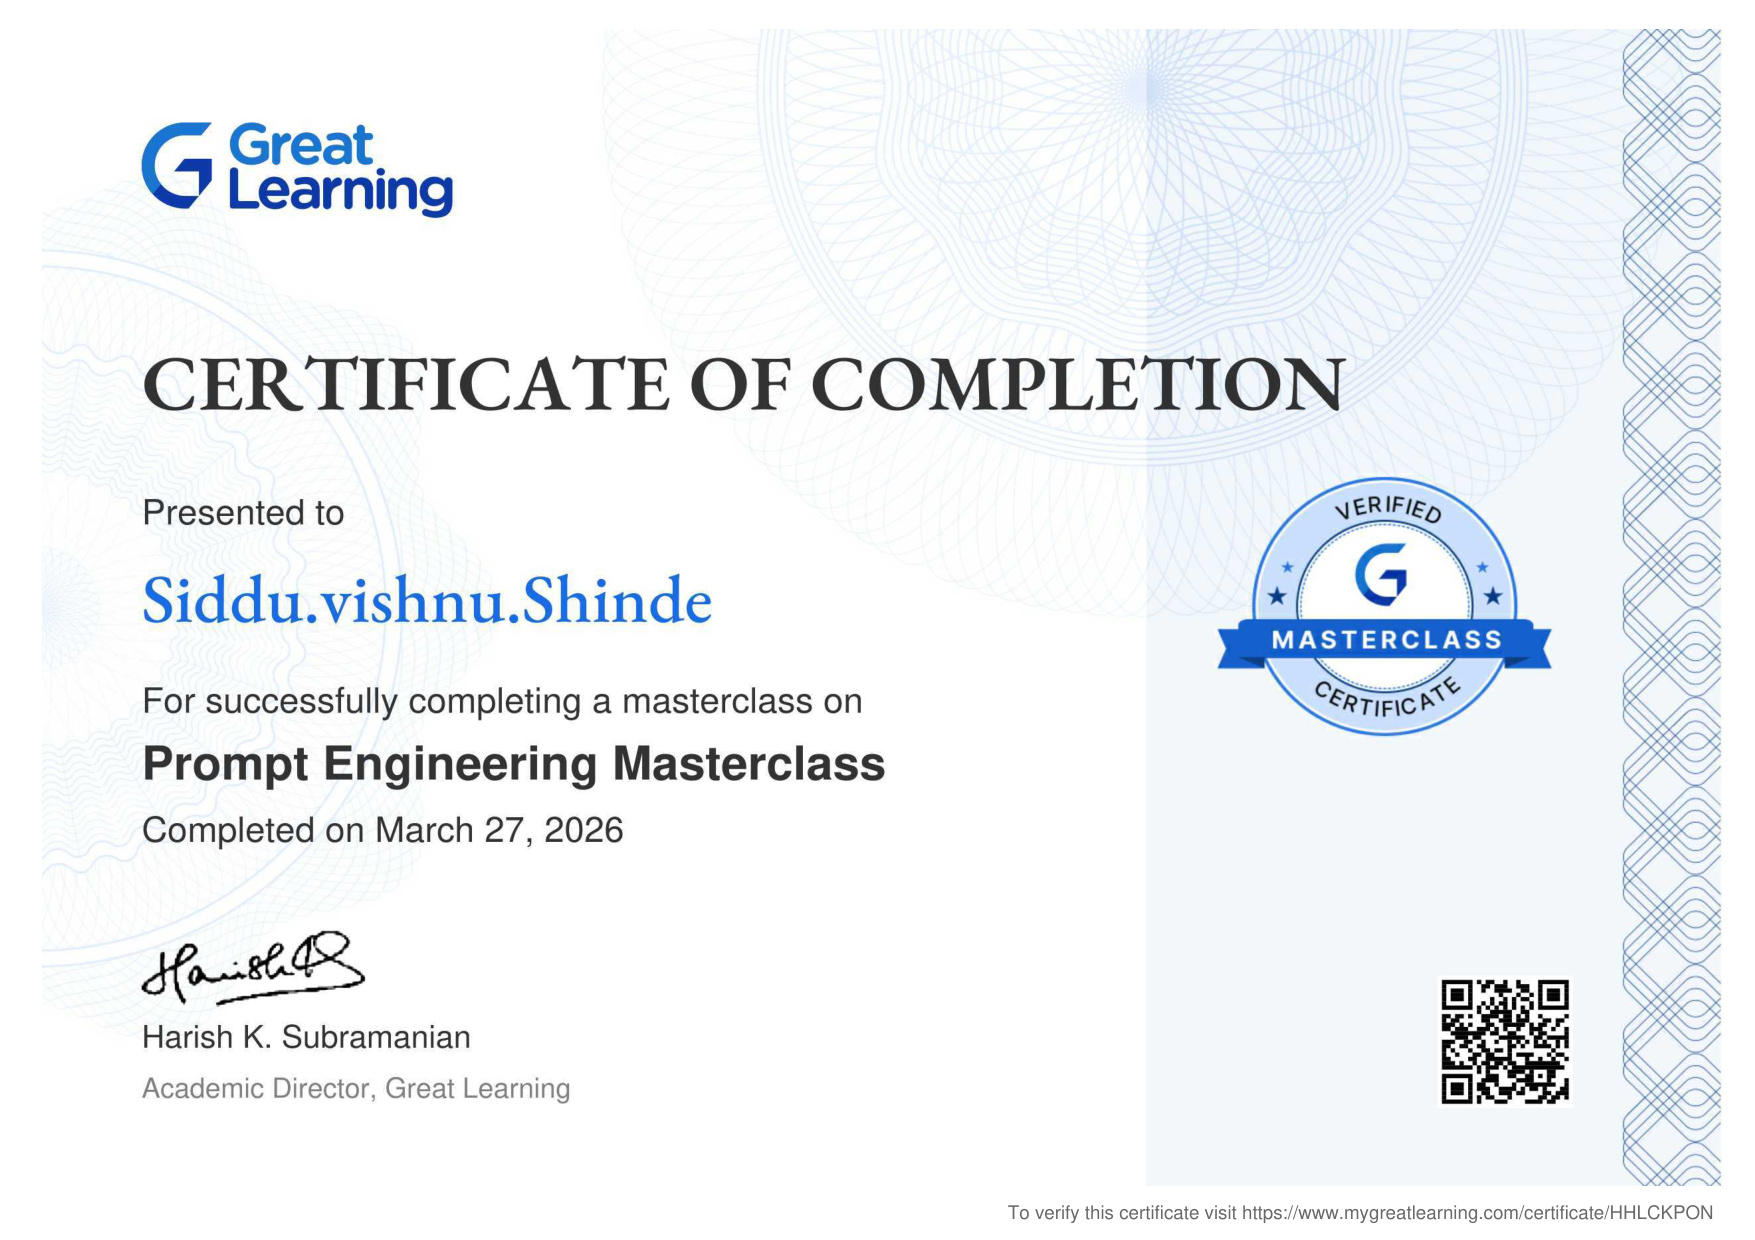 Great
Learning
CERTIFICATE OF COMPLETION
Presented to
Siddu.vishnu.Shinde
For successfully completing a masterclass on
Prompt Engineering Masterclass
Completed on March 27, 2026
VERIFIED
MASTERCLASS
CERTIFICATE
Harish K. Subramanian
Academic Director, Great Learning
To verify this certificate visit https://www.mygreatlearning.com/certificate/HHLCKPON